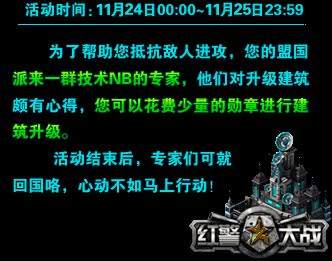 活动时间：11月24日00:00~11月25日23:59
为了帮助您抵抗敌人进攻，您的盟国
派来一群技术NB的专家，他们对升级建筑
颇有心得，您可以花费少量的勋章进行建
筑升级。
活动结束后，专家们可就
回国咯，心动不如马上行动！
红警大战